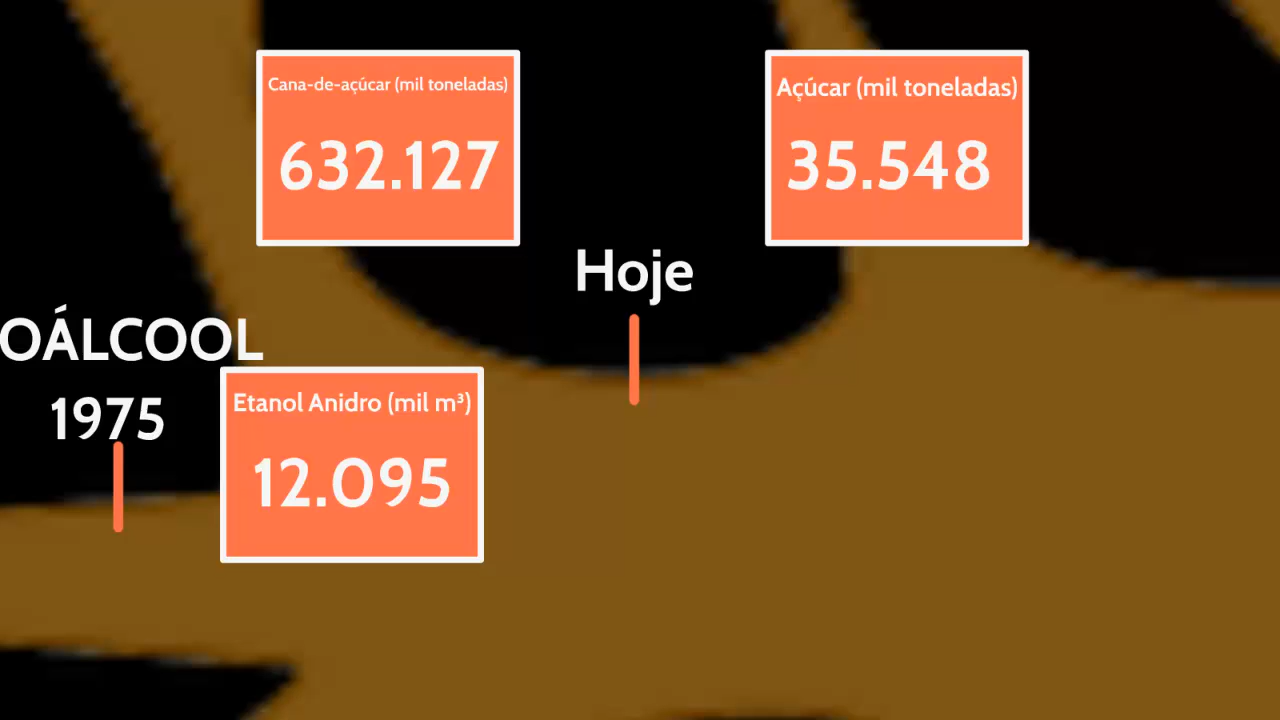 Cana-de-açúcar (mil toneladas)
632.127
Açúcar (mil toneladas)
35.548
Hoje
OÁLCOOL
1975
Etanol Anidro (mil m³)
12.095